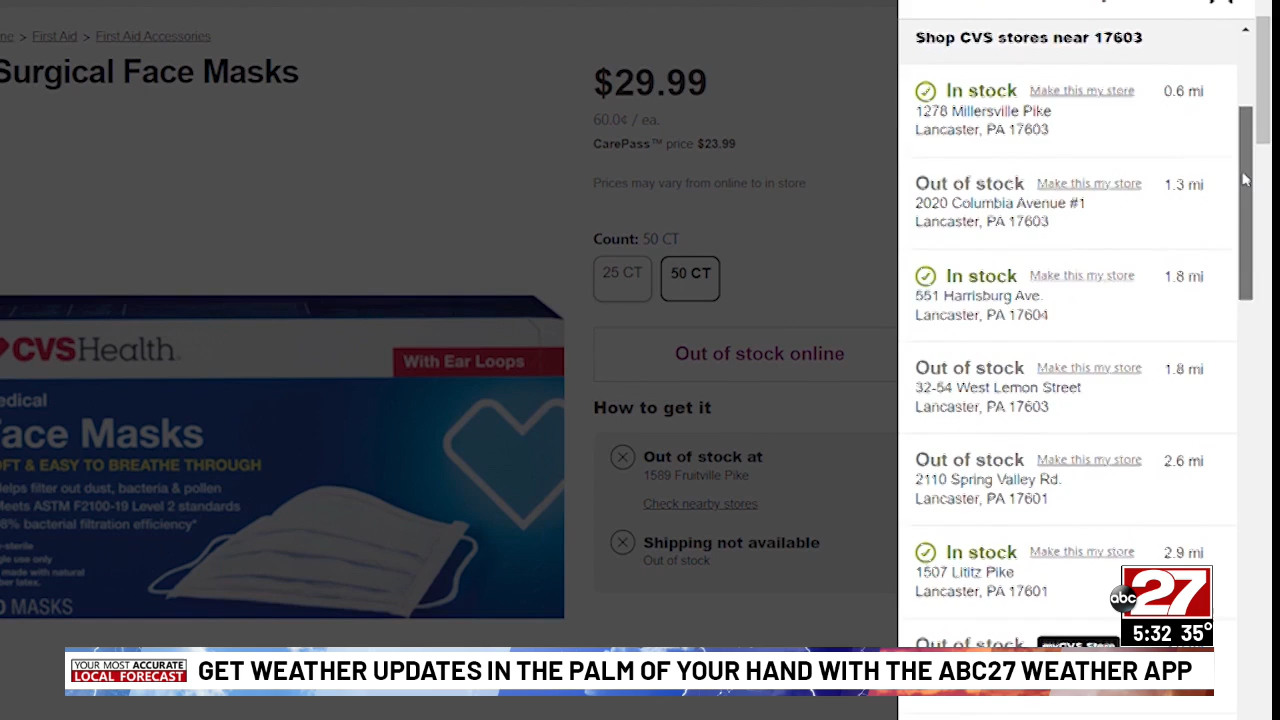 First Aid > First Aid Accessories
Surgical Face Masks
$29.99
60.0¢ / ea.
CarePass™ price $23.99
Prices may vary from online to in store
Count: 50 CT
25 CT
50 CT
Out of stock online
How to get it
Out of stock at
1589 Fruitville Pike
Check nearby stores
Shipping not available
Out of stock
CVSHealth
With Ear Loops
Face Masks
& EASY TO BREATHE THROUGH
filter out dust, bacteria & pollen
ASTM F2100-19 Level 2 standards
bacterial filtration efficiency*
use only
made with natural
MASKS
Shop CVS stores near 17603
In stock Make this my store 0.6 mi
1278 Millersville Pike
Lancaster, PA 17603
Out of stock Make this my store 1.3 mi
2020 Columbia Avenue #1
Lancaster, PA 17603
In stock Make this my store 1.8 mi
551 Harrisburg Ave.
Lancaster, PA 17604
Out of stock Make this my store 1.8 mi
32-54 West Lemon Street
Lancaster, PA 17603
Out of stock Make this my store 2.6 mi
2110 Spring Valley Rd.
Lancaster, PA 17601
In stock Make this my store 2.9 mi
1507 Lititz Pike
Lancaster, PA 17601
Out of stock
abc 27
5:32 35°
YOUR MOST ACCURATE
LOCAL FORECAST
GET WEATHER UPDATES IN THE PALM OF YOUR HAND WITH THE ABC27 WEATHER APP